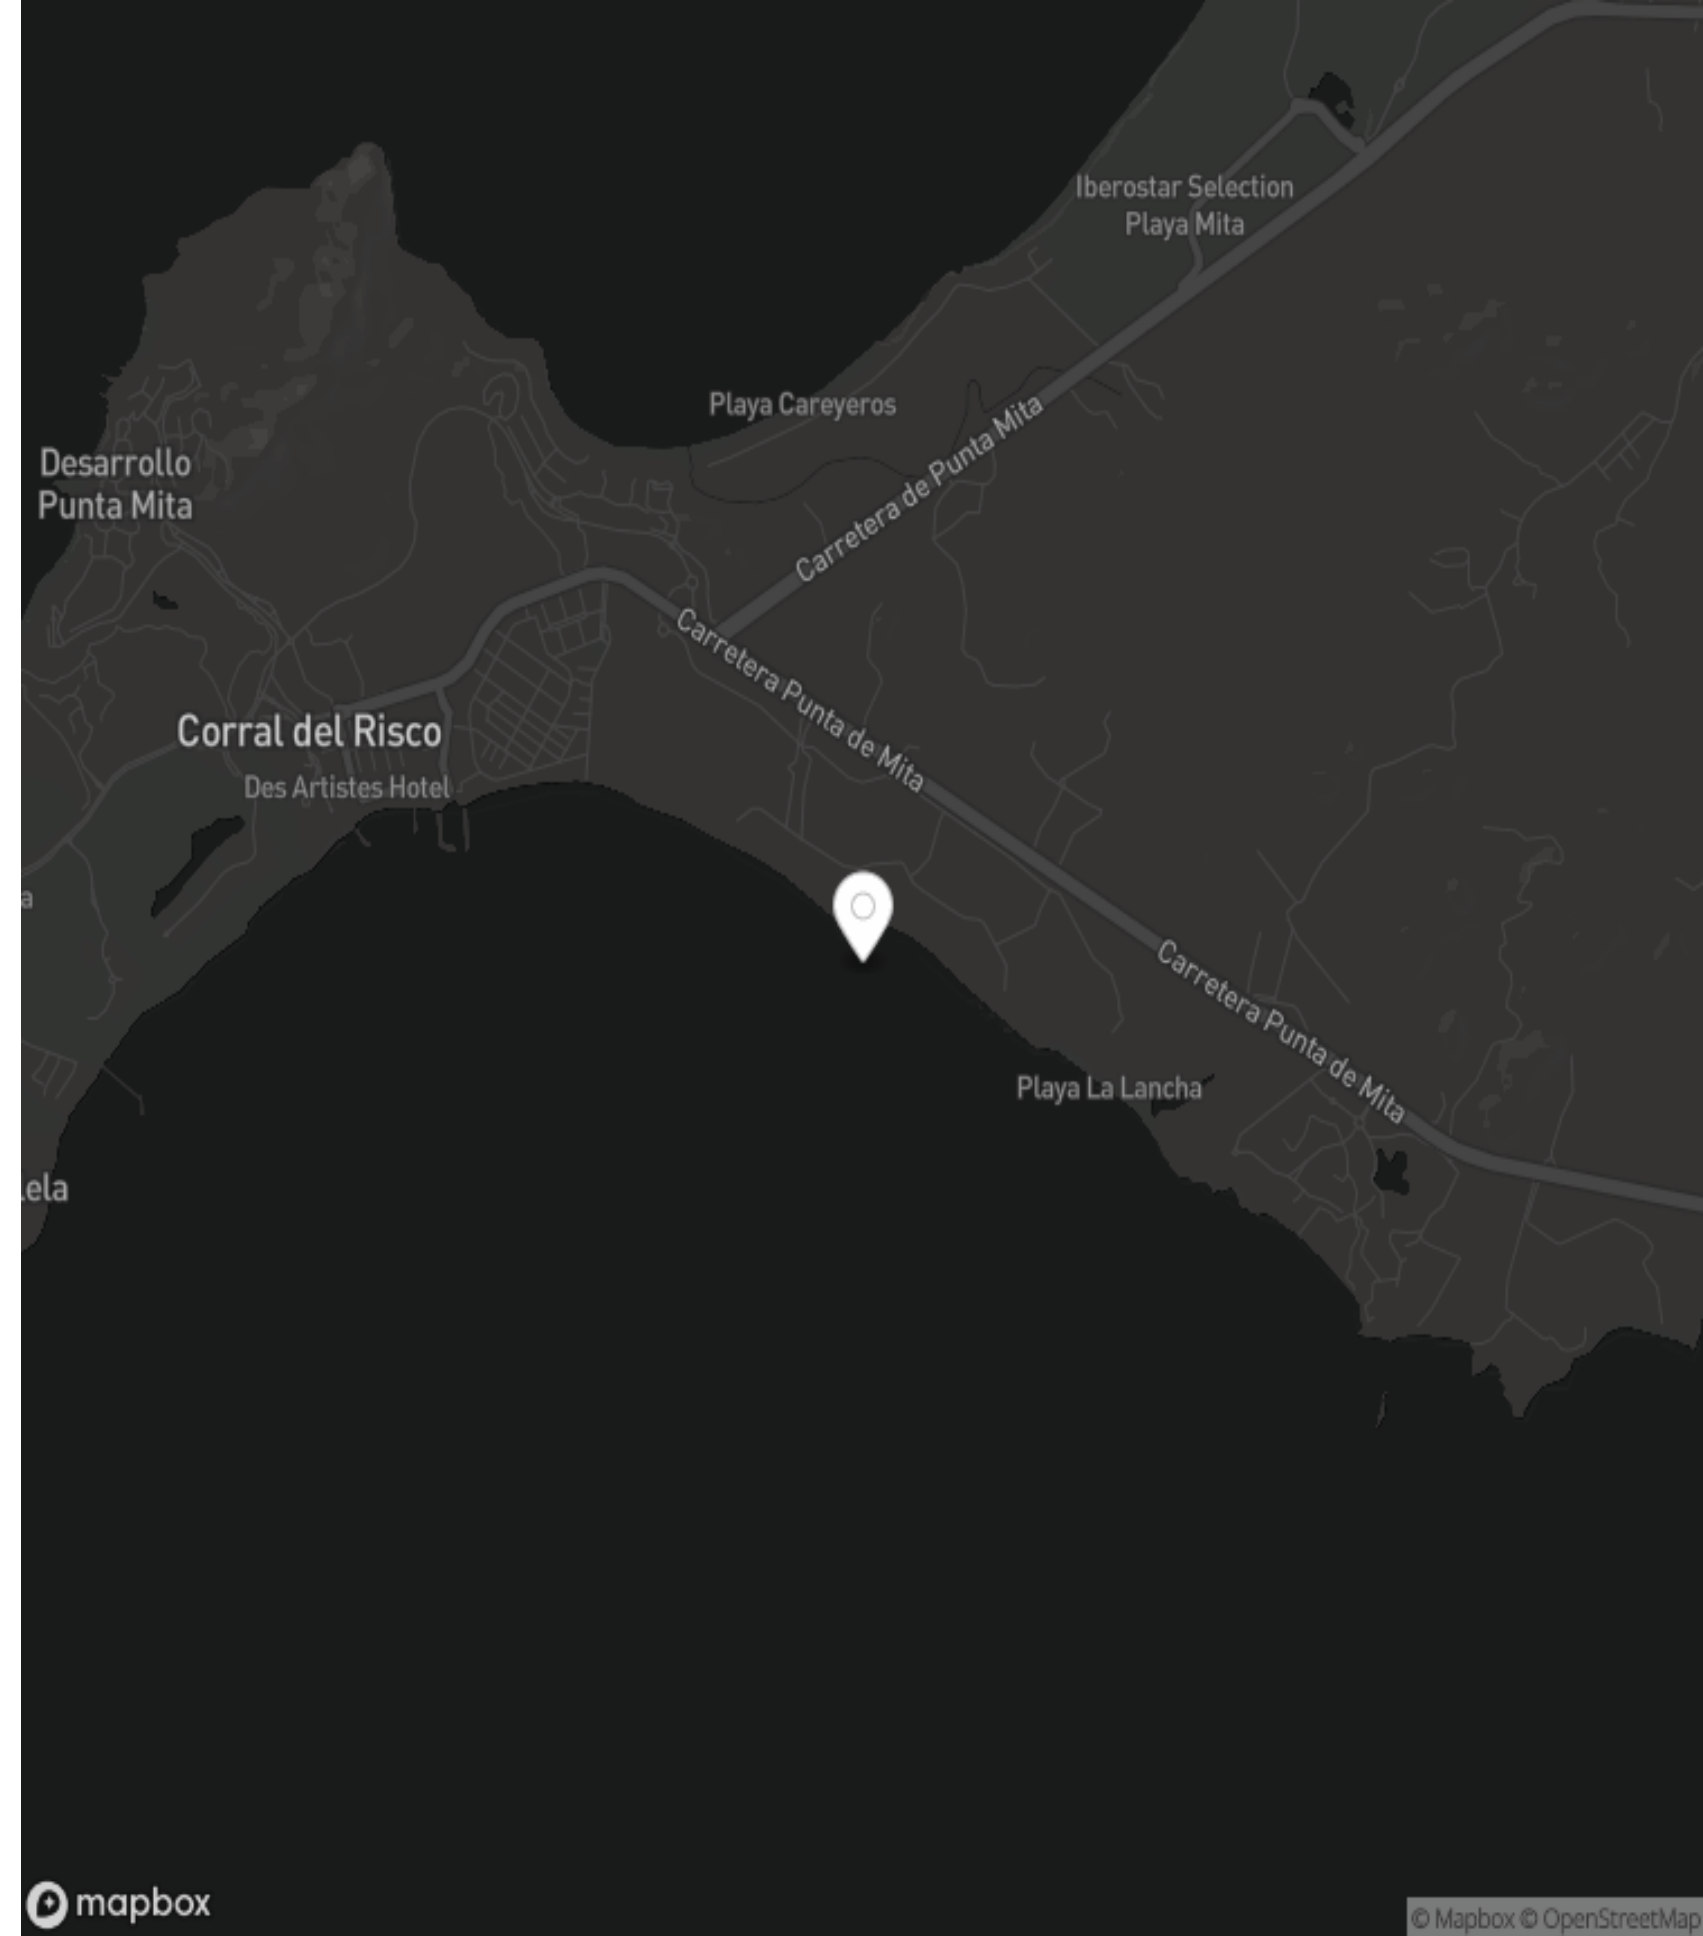 Iberostar Selection
Playa Mita
Playa Careyeros
Carretera de Punta Mita
Desarrollo
Punta Mita
Carretera Punta de Mita
Corral del Risco
Des Artistes Hotel
a
Carretera Punta de Mita
Playa La Lancha
lela
mapbox
© Mapbox © OpenStreetMap